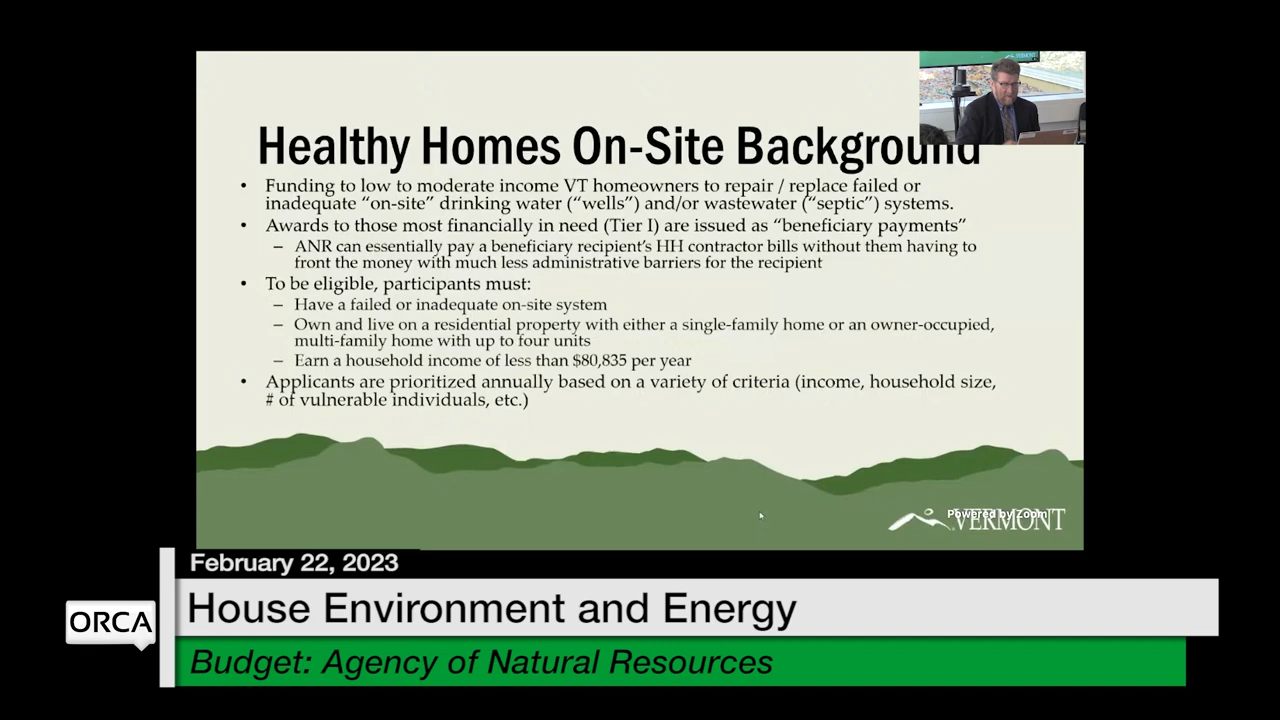 Healthy Homes On-Site Background
• Funding to low to moderate income VT homeowners to repair / replace failed or
inadequate “on-site” drinking water (“wells”) and/or wastewater (“septic”) systems.
• Awards to those most financially in need (Tier I) are issued as “beneficiary payments”
– ANR can essentially pay a beneficiary recipient’s HH contractor bills without them having to
front the money with much less administrative barriers for the recipient
• To be eligible, participants must:
– Have a failed or inadequate on-site system
– Own and live on a residential property with either a single-family home or an owner-occupied,
multi-family home with up to four units
– Earn a household income of less than $80,835 per year
• Applicants are prioritized annually based on a variety of criteria (income, household size,
# of vulnerable individuals, etc.)
Powered by Zoom
VERMONT
February 22, 2023
House Environment and Energy
ORCA
Budget: Agency of Natural Resources